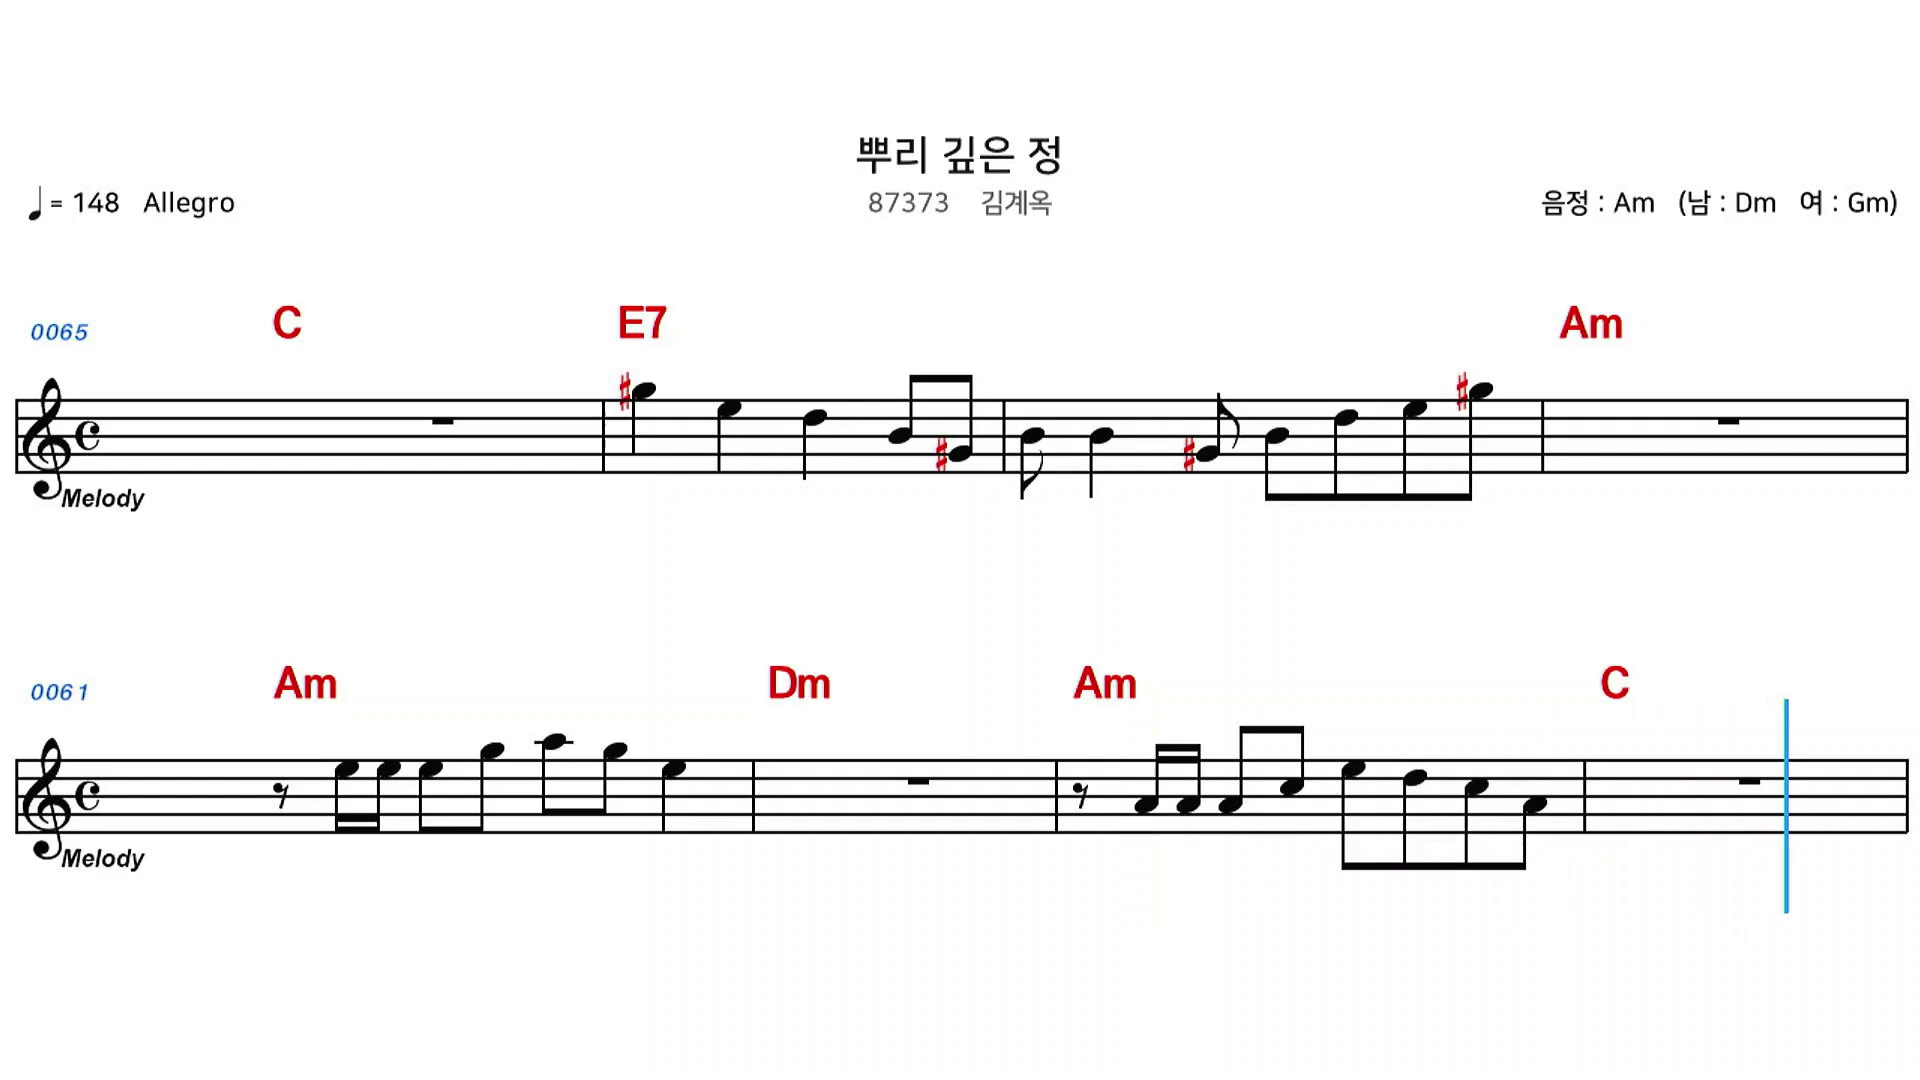 뿌리 깊은 정
♩= 148 Allegro
87373 김계옥
음정 : Am (남 : Dm 여 : Gm)
0065 C E7 Am
Melody
0061 Am Dm Am C
Melody